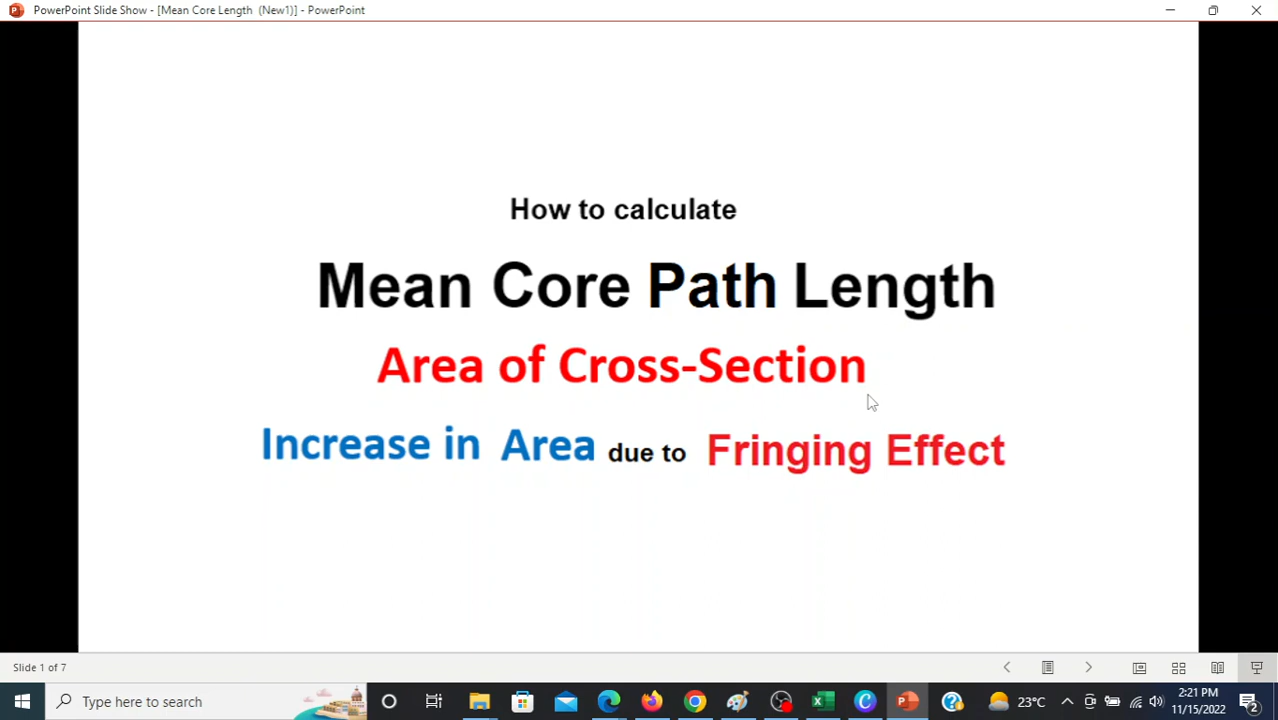 PowerPoint Slide Show - [Mean Core Length (New1)] - PowerPoint
How to calculate
Mean Core Path Length
Area of Cross-Section
Increase in Area due to Fringing Effect
Slide 1 of 7
Type here to search
23°C
2:21 PM
11/15/2022
2